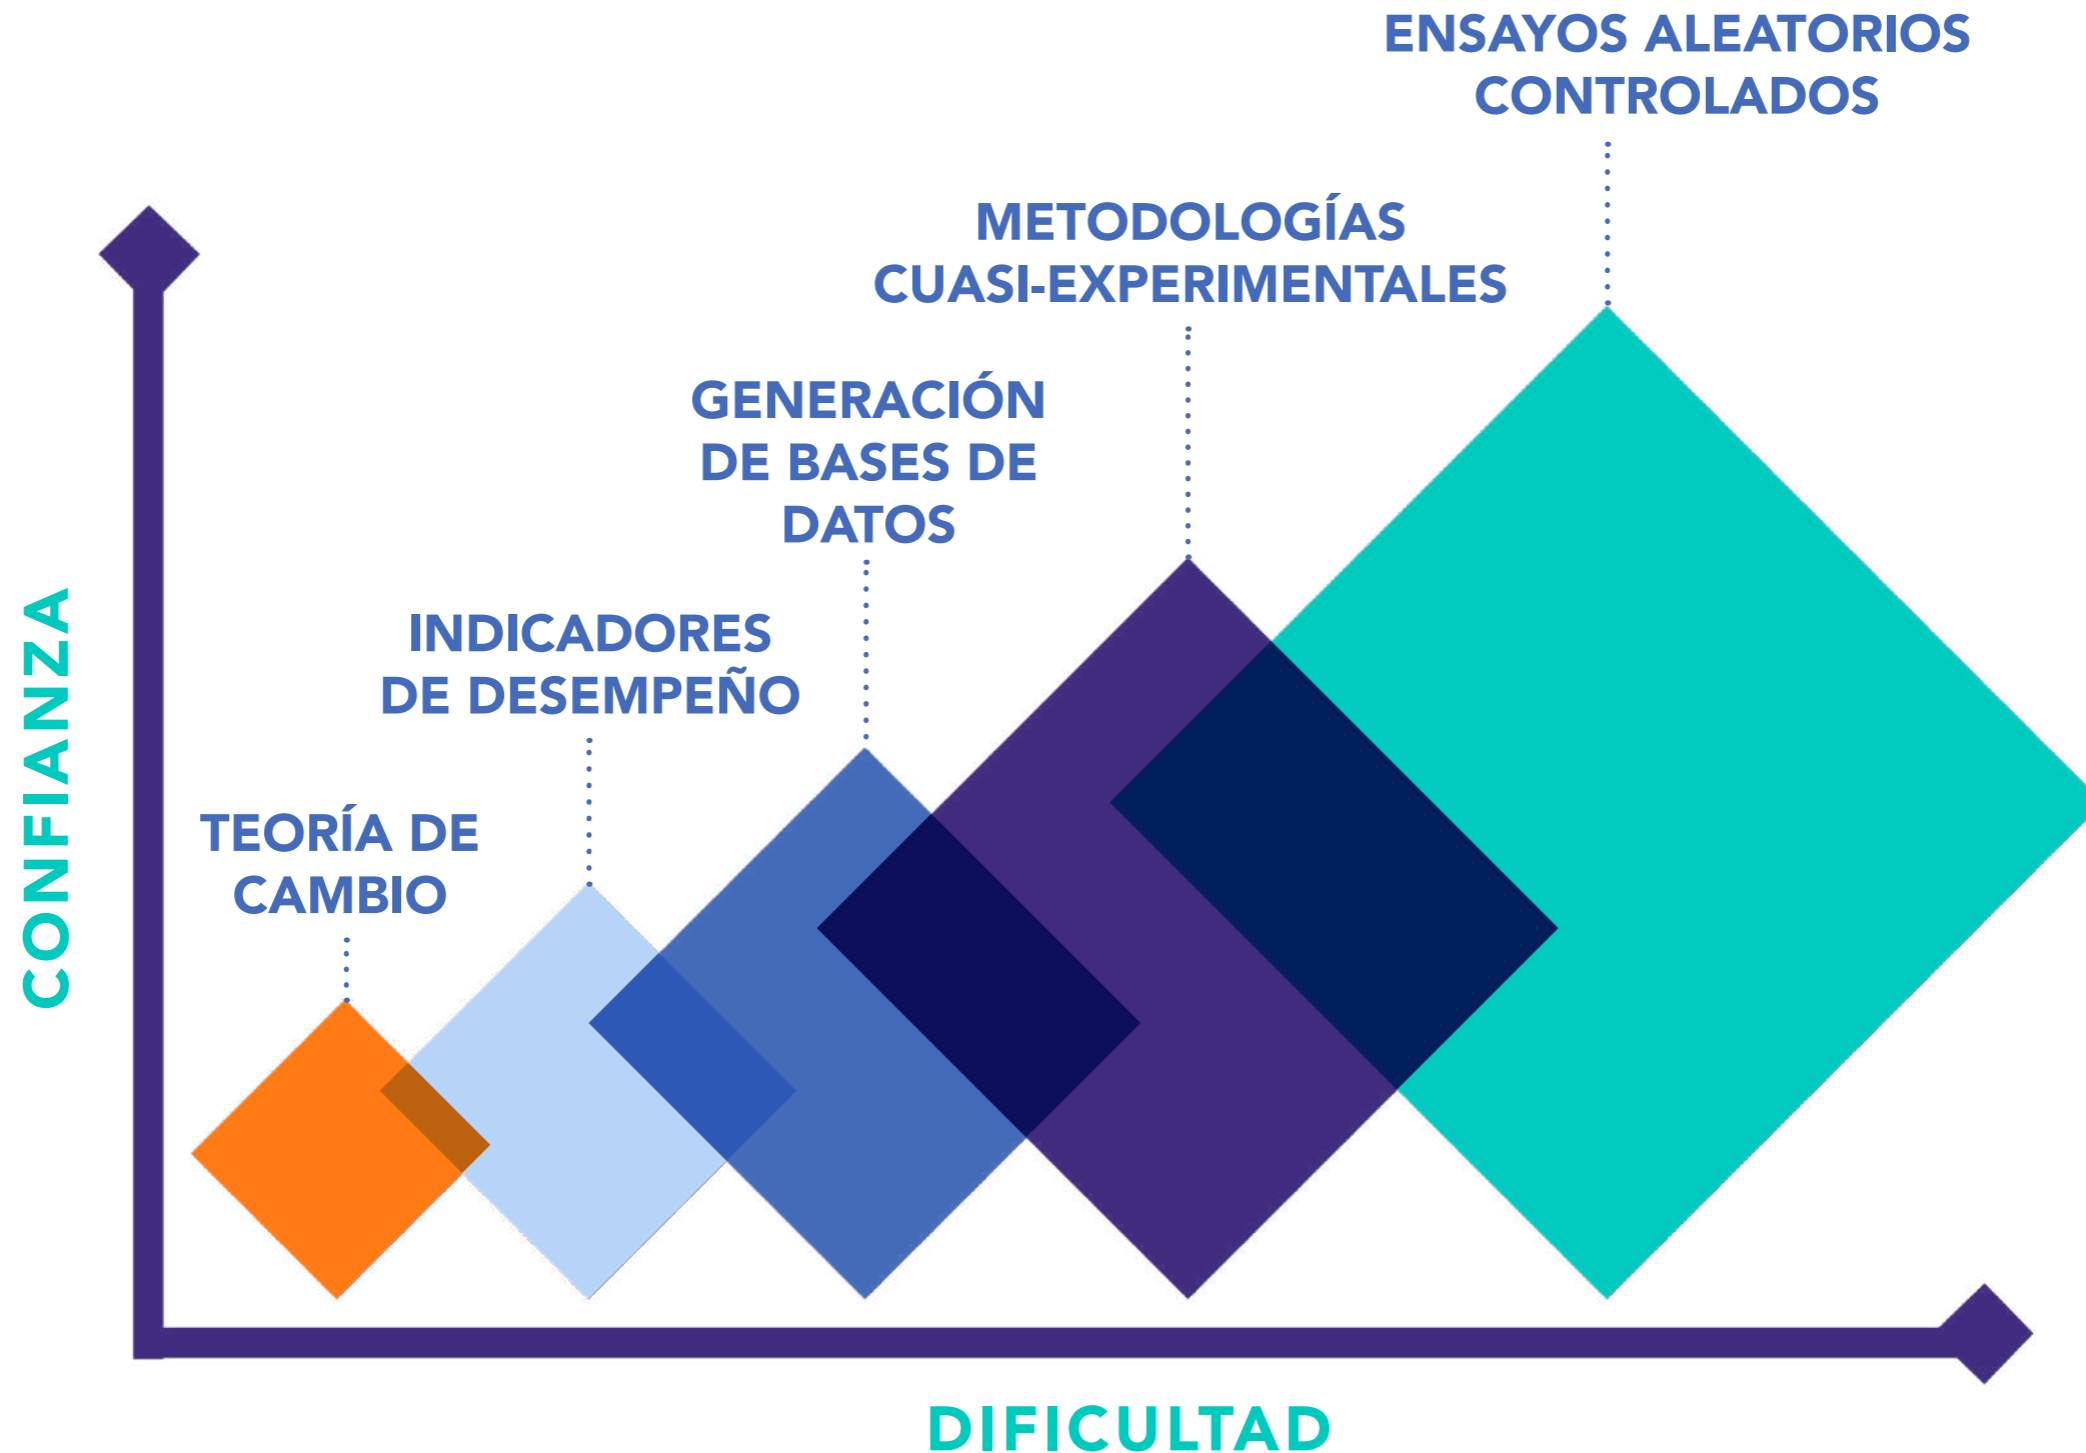 ENSAYOS ALEATORIOS
CONTROLADOS
METODOLOGÍAS
CUASI-EXPERIMENTALES
GENERACIÓN
DE BASES DE
DATOS
INDICADORES
DE DESEMPEÑO
TEORÍA DE
CAMBIO
CONFIANZA
DIFICULTAD